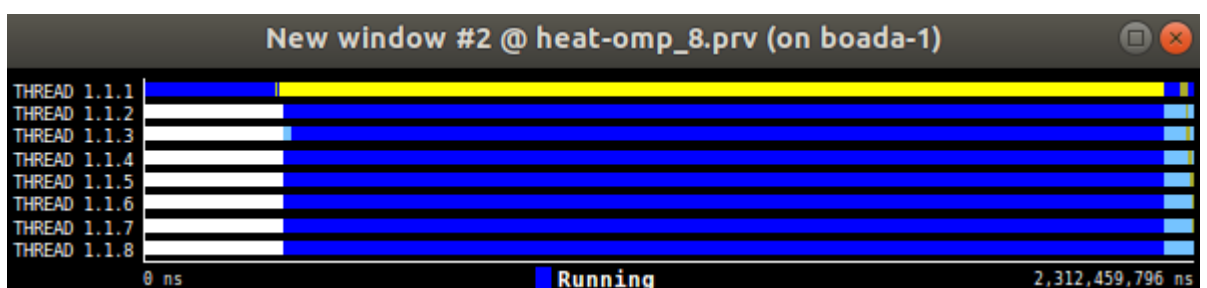 New window #2 @ heat-omp_8.prv (on boada-1)
THREAD 1.1.1
THREAD 1.1.2
THREAD 1.1.3
THREAD 1.1.4
THREAD 1.1.5
THREAD 1.1.6
THREAD 1.1.7
THREAD 1.1.8
0 ns Running 2,312,459,796 ns